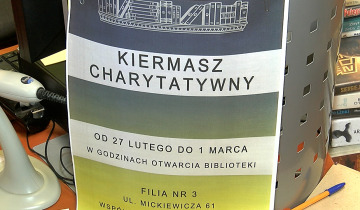 KIERMASZ
CHARYTATYWNY
OD 27 LUTEGO DO 1 MARCA
W GODZINACH OTWARCIA BIBLIOTEKI
FILIA NR 3
UL. MICKIEWICZA 61